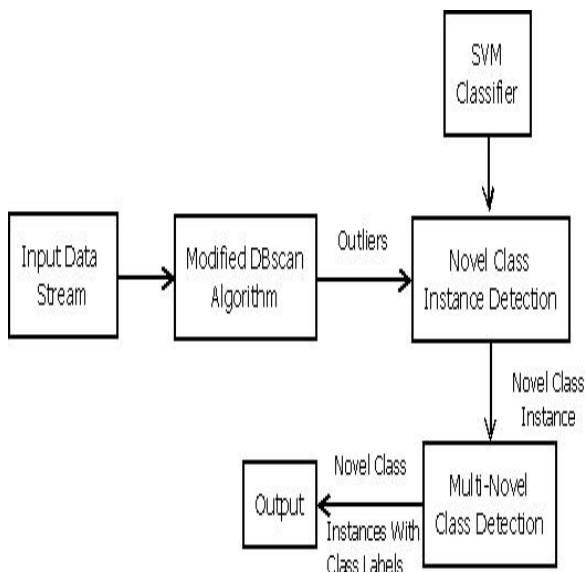 SVM
Classifier
Input Data
Stream
Modified DBscan
Algorithm
Outliers
Novel Class
Instance Detection
Novel Class
Instance
Multi-Novel
Class Detection
Novel Class
Instances With
Class Labels
Output